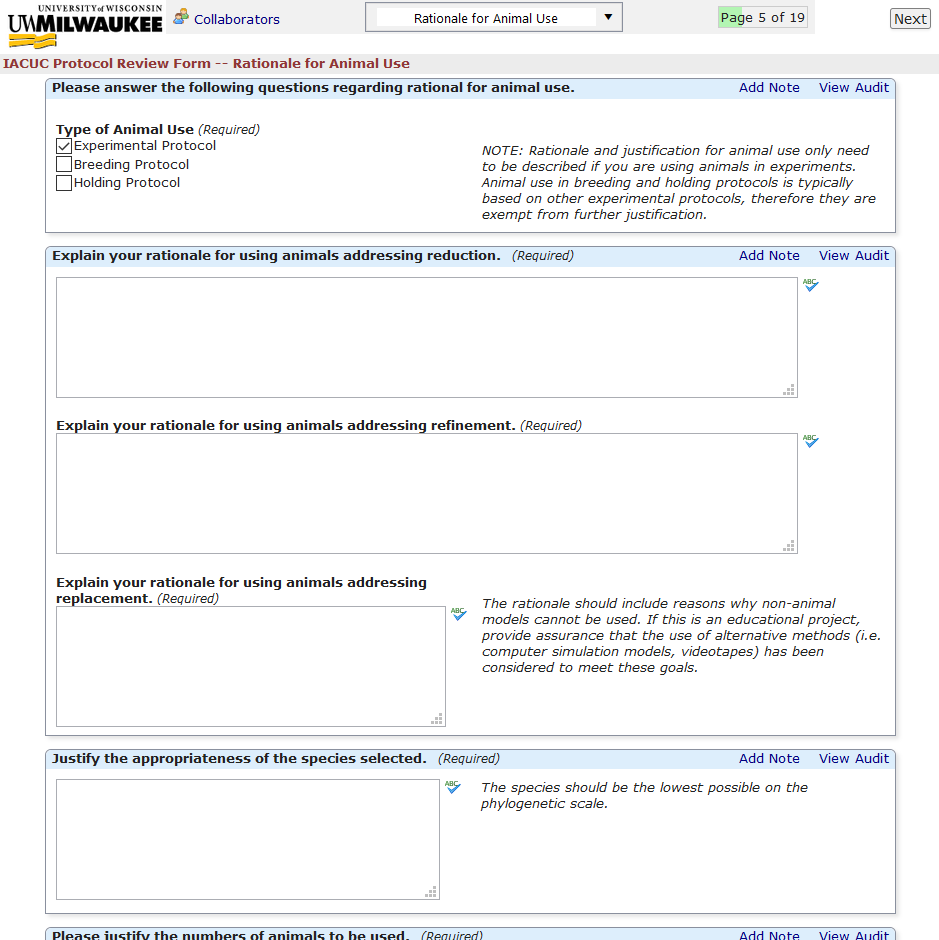 UNIVERSITY of WISCONSIN
UWMILWAUKEE
Collaborators
Rationale for Animal Use
Page 5 of 19
Next
IACUC Protocol Review Form -- Rationale for Animal Use
Please answer the following questions regarding rational for animal use.
Add Note View Audit
Type of Animal Use (Required)
Experimental Protocol
Breeding Protocol
Holding Protocol
NOTE: Rationale and justification for animal use only need
to be described if you are using animals in experiments.
Animal use in breeding and holding protocols is typically
based on other experimental protocols, therefore they are
exempt from further justification.
Explain your rationale for using animals addressing reduction. (Required)
Add Note View Audit
ABC
Explain your rationale for using animals addressing refinement. (Required)
ABC
Explain your rationale for using animals addressing
replacement. (Required)
ABC
The rationale should include reasons why non-animal
models cannot be used. If this is an educational project,
provide assurance that the use of alternative methods (i.e.
computer simulation models, videotapes) has been
considered to meet these goals.
Justify the appropriateness of the species selected. (Required)
Add Note View Audit
ABC
The species should be the lowest possible on the
phylogenetic scale.
Please justify the numbers of animals to be used. (Required)
Add Note View Audit